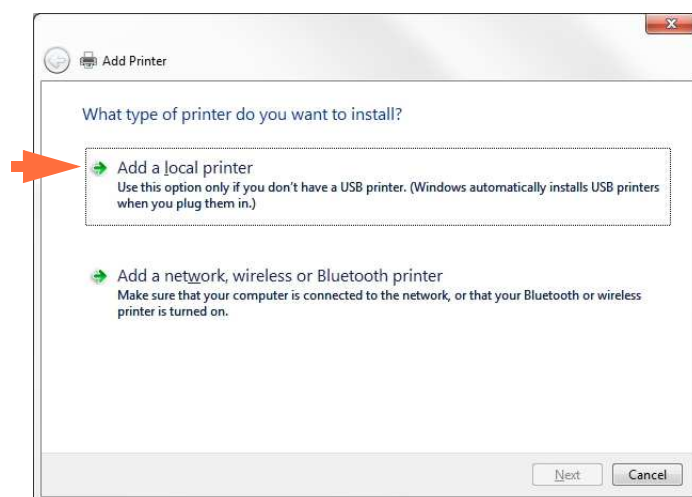 Add Printer
What type of printer do you want to install?
Add a local printer
Use this option only if you don't have a USB printer. (Windows automatically installs USB printers
when you plug them in.)
Add a network, wireless or Bluetooth printer
Make sure that your computer is connected to the network, or that your Bluetooth or wireless
printer is turned on.
Next Cancel